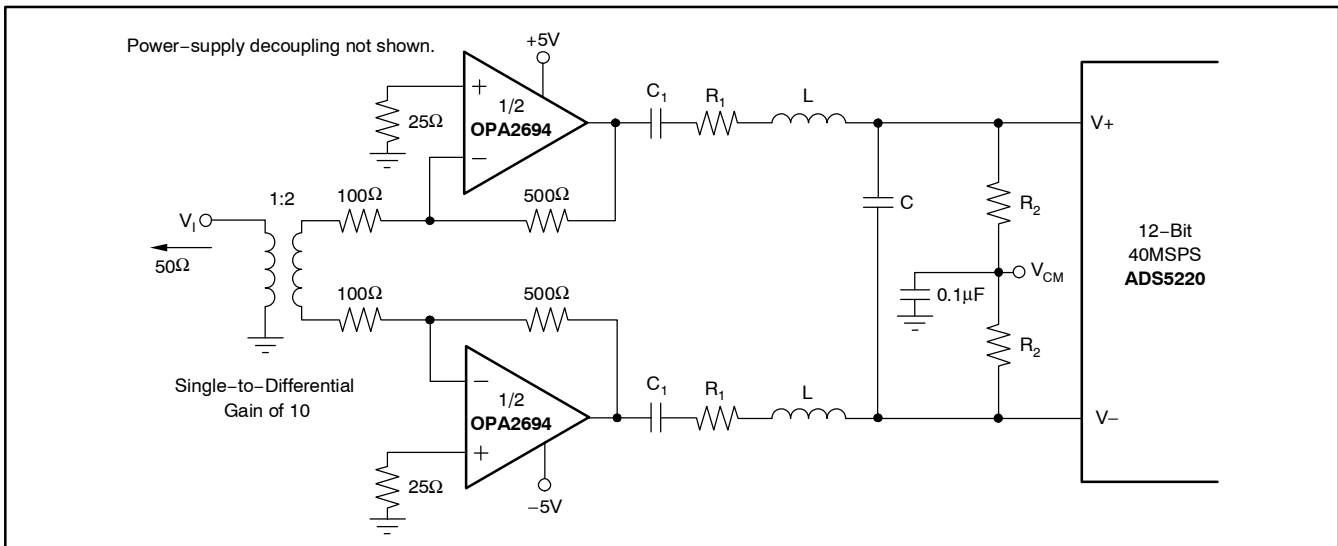 Power−supply decoupling not shown.
+5V
+
1/2
OPA2694
−
25Ω
C1
R1
L
V+
1:2
100Ω
500Ω
VI
50Ω
C
R2
12−Bit
40MSPS
ADS5220
VCM
0.1µF
100Ω
500Ω
R2
Single−to−Differential
Gain of 10
−
1/2
OPA2694
+
C1
R1
L
V−
25Ω
−5V